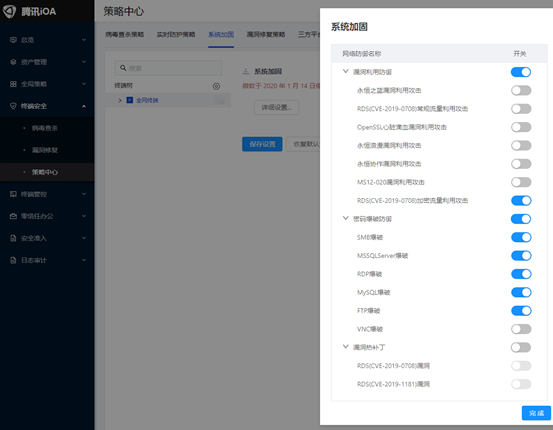 腾讯iOA
策略中心
总览
资产管理
全局策略
终端安全
病毒查杀
漏洞修复
策略中心
终端管控
零信任办公
安全准入
日志审计
病毒查杀策略
实时防护策略
系统加固
漏洞修复策略
三方平台
搜索
终端树
全网终端
系统加固
微软于 2020 年 1 月 14 日
详细设置...
保存设置
恢复默认
系统加固
网络防御名称 开关
漏洞利用防御
永恒之蓝漏洞利用攻击
RDS(CVE-2019-0708)常规流量利用攻击
OpenSSL心脏滴血漏洞利用攻击
永恒浪漫漏洞利用攻击
永恒协作漏洞利用攻击
MS12-020漏洞利用攻击
RDS(CVE-2019-0708)加密流量利用攻击
密码爆破防御
SMB爆破
MSSQLServer爆破
RDP爆破
MySQL爆破
FTP爆破
VNC爆破
漏洞热补丁
RDS(CVE-2019-0708)漏洞
RDS(CVE-2019-1181)漏洞
完 成